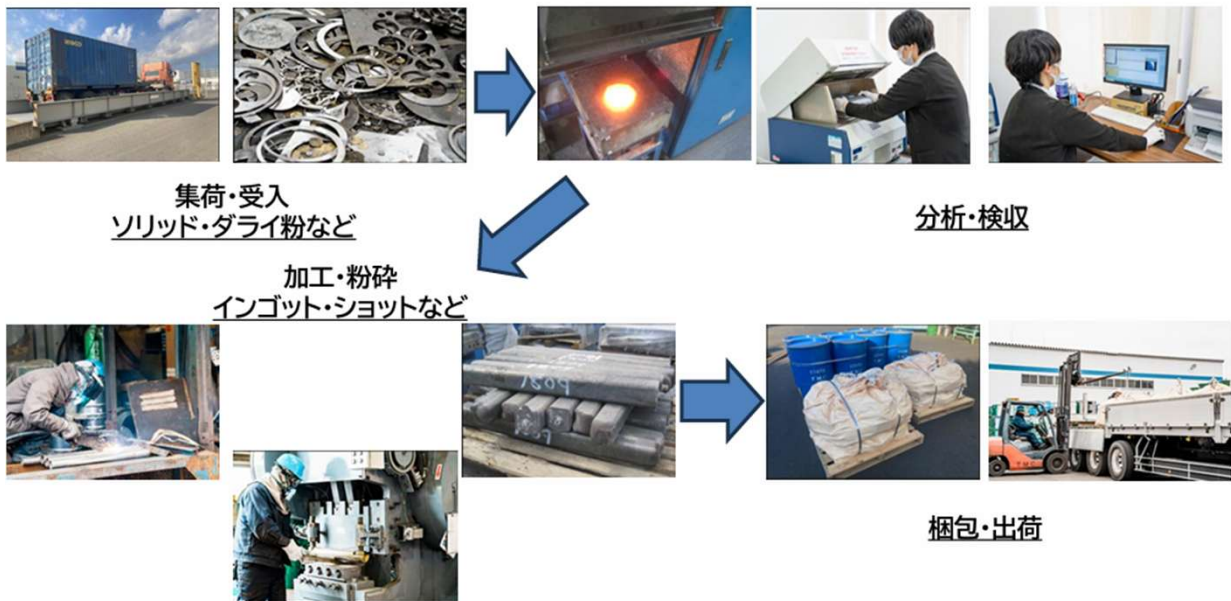 集荷・受入
ソリッド・ダライ粉など
分析・検収
加工・粉砕
インゴット・ショットなど
梱包・出荷